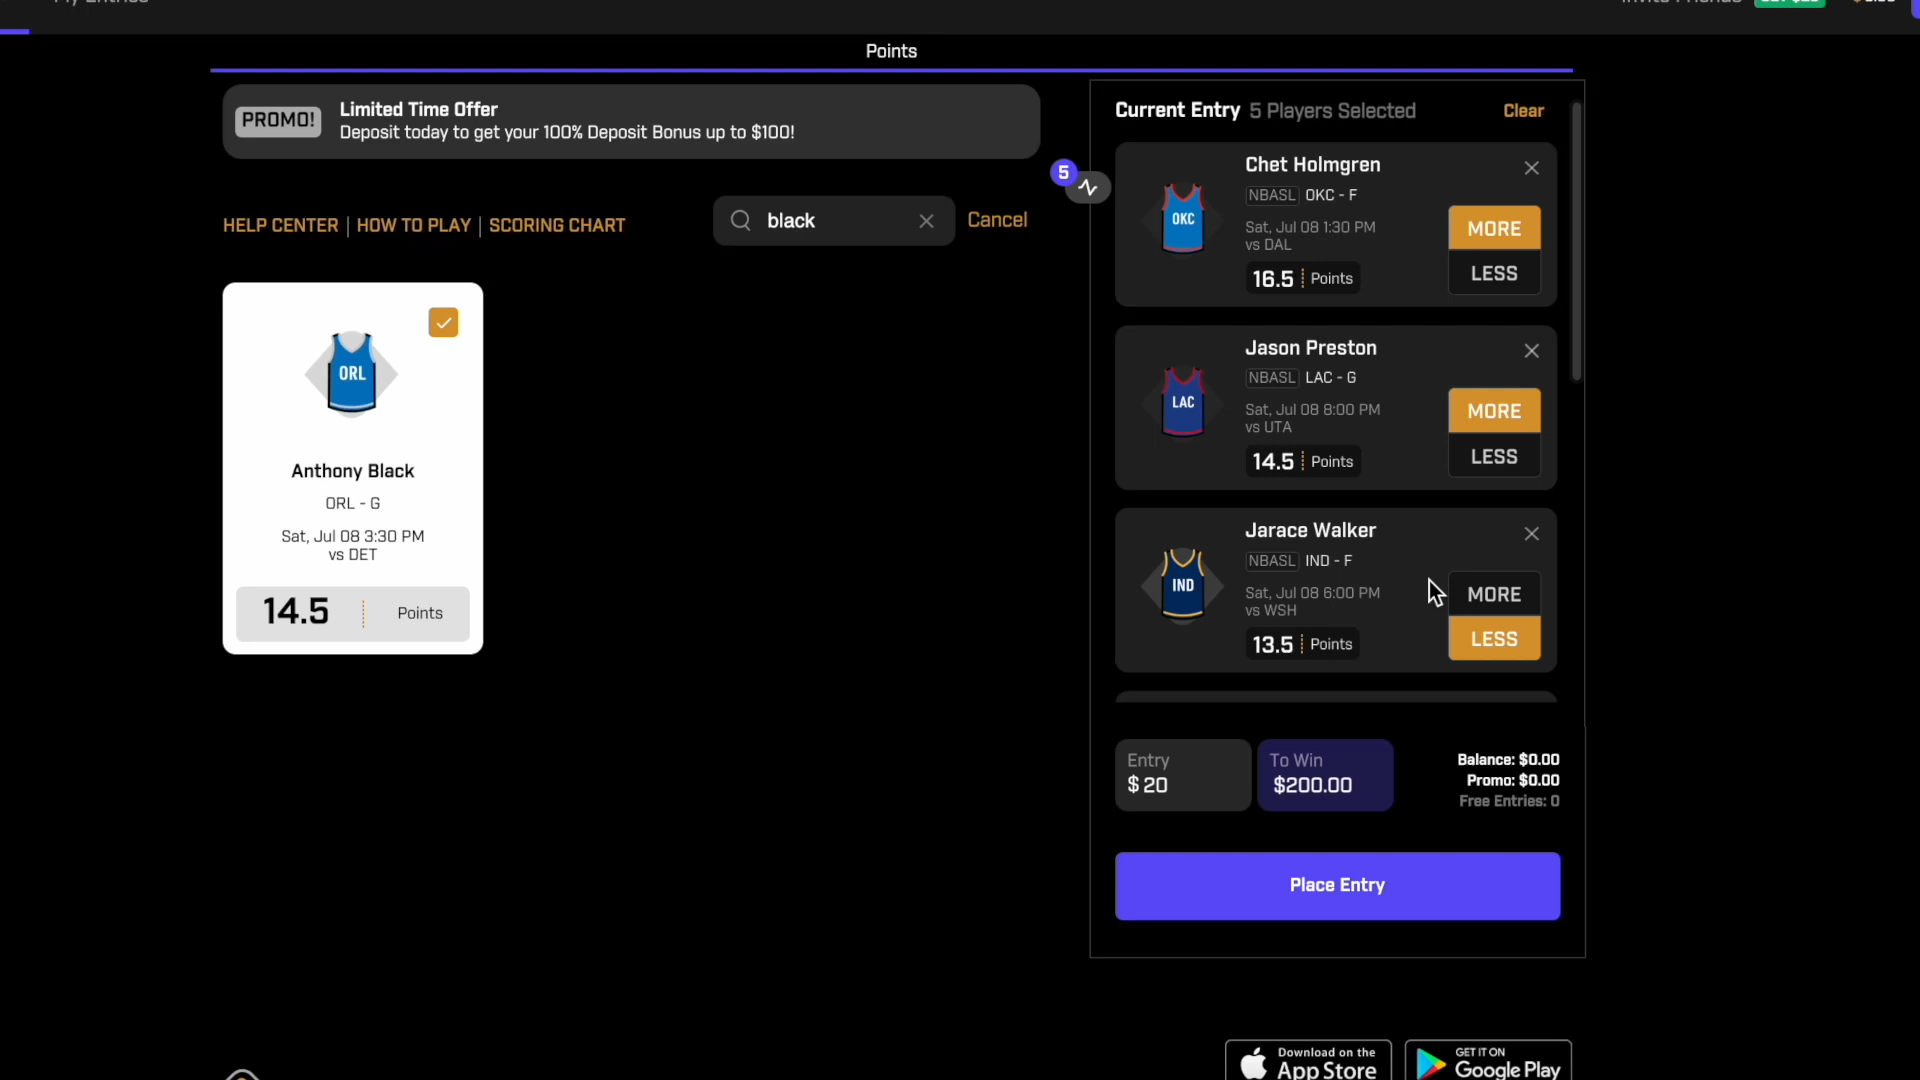 My Entries
Invite Friends
Points
PROMO!
Limited Time Offer
Deposit today to get your 100% Deposit Bonus up to $100!
HELP CENTER | HOW TO PLAY | SCORING CHART
black
Cancel
ORL
Anthony Black
ORL - G
Sat, Jul 08 3:30 PM
vs DET
14.5 Points
Current Entry 5 Players Selected
Clear
5
OKC
Chet Holmgren
NBASL OKC - F
Sat, Jul 08 1:30 PM
vs DAL
16.5 Points
MORE
LESS
LAC
Jason Preston
NBASL LAC - G
Sat, Jul 08 8:00 PM
vs UTA
14.5 Points
MORE
LESS
IND
Jarace Walker
NBASL IND - F
Sat, Jul 08 6:00 PM
vs WSH
13.5 Points
MORE
LESS
Entry
$ 20
To Win
$200.00
Balance: $0.00
Promo: $0.00
Free Entries: 0
Place Entry
Download on the
App Store
GET IT ON
Google Play